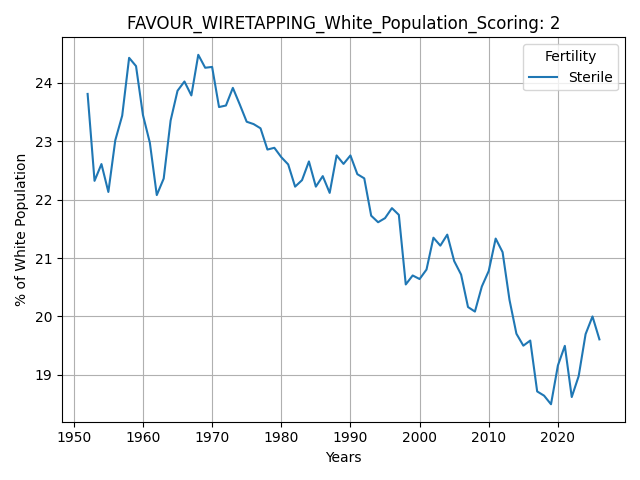 FAVOUR_WIRETAPPING_White_Population_Scoring: 2
Fertility
Sterile
% of White Population
24
23
22
21
20
19
1950 1960 1970 1980 1990 2000 2010 2020
Years